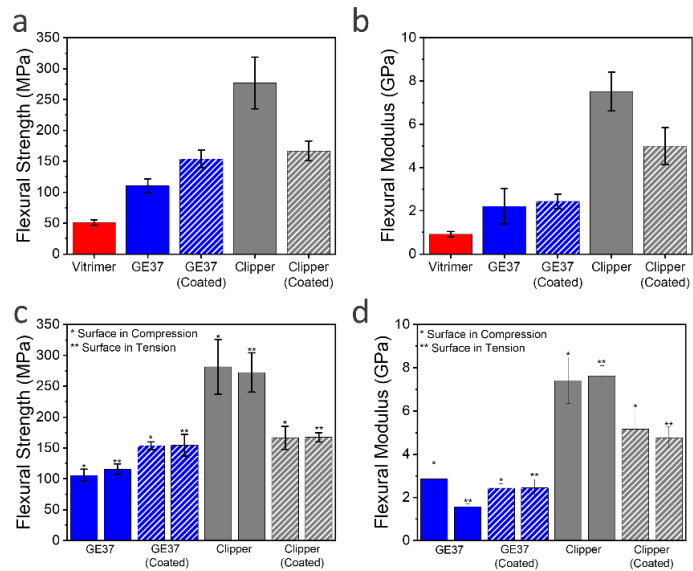 a
Flexural Strength (MPa)
350
300
250
200
150
100
50
0
Vitrimer
GE37
GE37
(Coated)
Clipper
Clipper
(Coated)
b
Flexural Modulus (GPa)
10
8
6
4
2
0
Vitrimer
GE37
GE37
(Coated)
Clipper
Clipper
(Coated)
c
Flexural Strength (MPa)
350
300
250
200
150
100
50
0
* Surface in Compression
** Surface in Tension
*
**
*
**
*
**
*
**
GE37
GE37
(Coated)
Clipper
Clipper
(Coated)
d
Flexural Modulus (GPa)
10
8
6
4
2
0
* Surface in Compression
** Surface in Tension
*
**
*
**
*
**
*
**
GE37
GE37
(Coated)
Clipper
Clipper
(Coated)